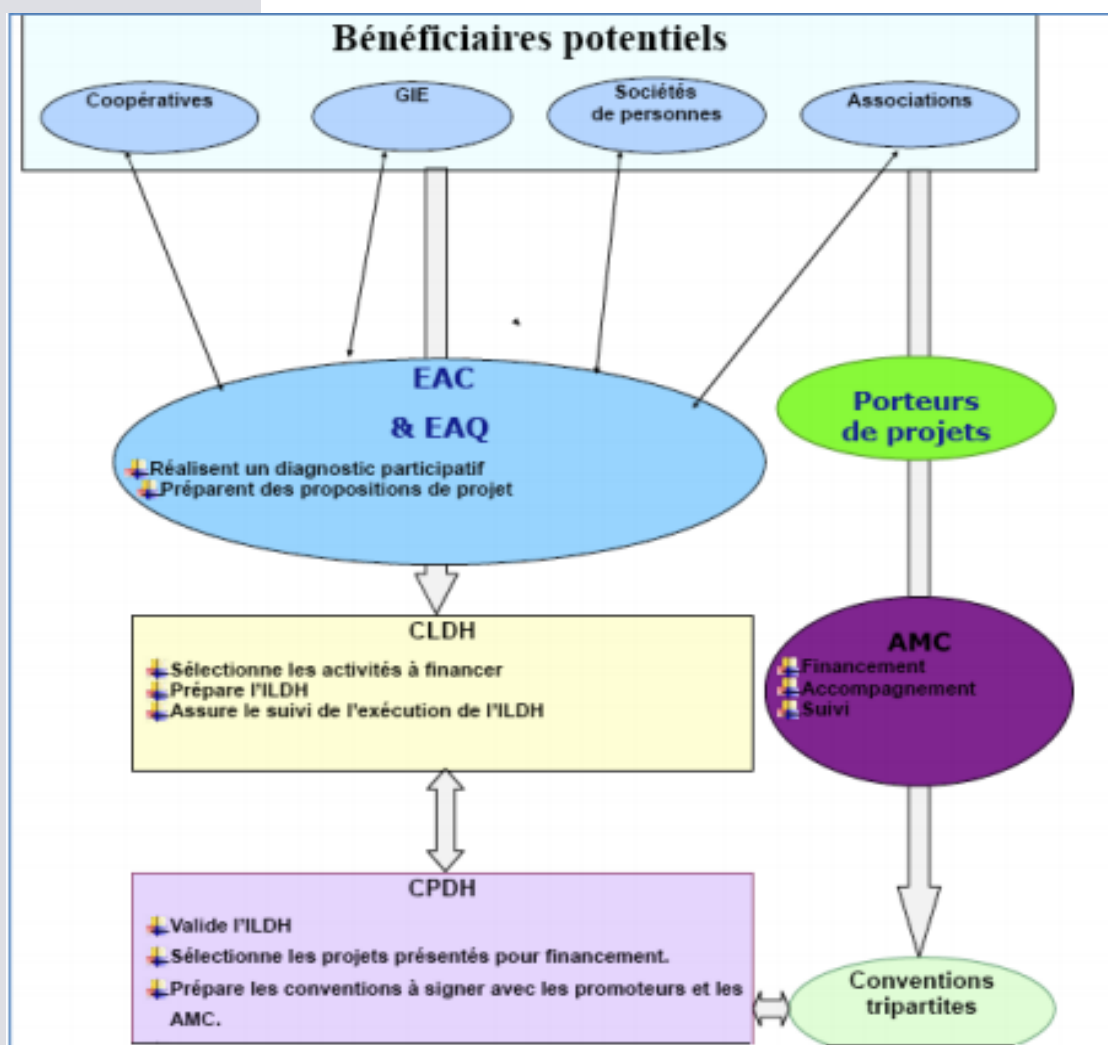 Bénéficiaires potentiels
Coopératives
GIE
Sociétés
de personnes
Associations
EAC
& EAQ
Réalisent un diagnostic participatif
Préparent des propositions de projet
Porteurs
de projets
CLDH
Sélectionne les activités à financer
Prépare l'ILDH
Assure le suivi de l'exécution de l'ILDH
AMC
Financement
Accompagnement
Suivi
CPDH
Valide l'ILDH
Sélectionne les projets présentés pour financement.
Prépare les conventions à signer avec les promoteurs et les
AMC.
Conventions
tripartites